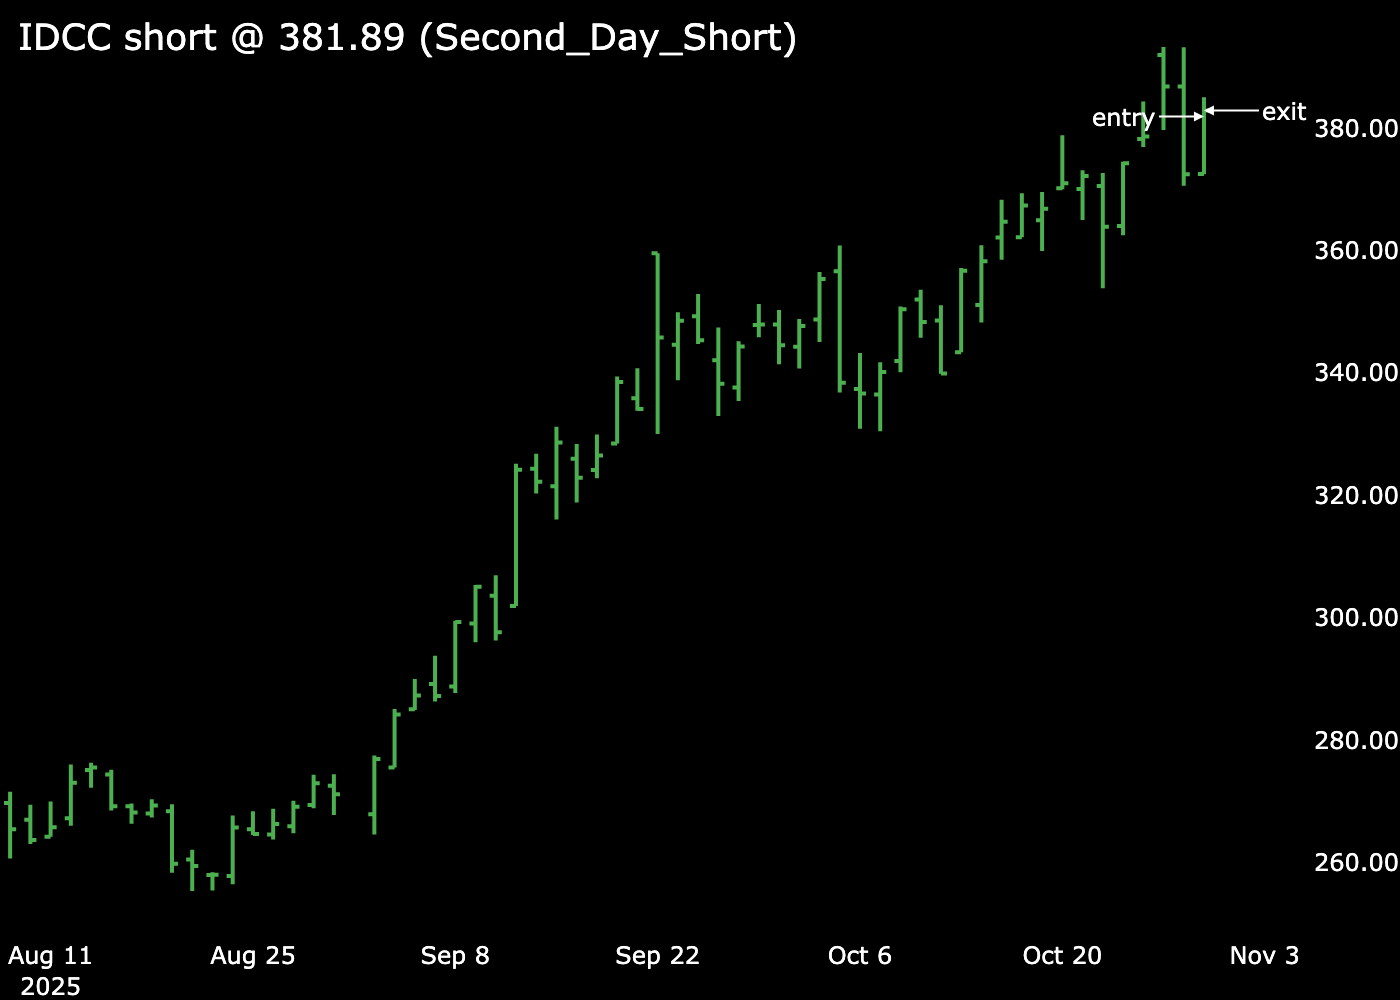 IDCC short @ 381.89 (Second_Day_Short)
entry
exit
380.00
360.00
340.00
320.00
300.00
280.00
260.00
Aug 11 Aug 25 Sep 8 Sep 22 Oct 6 Oct 20 Nov 3
2025